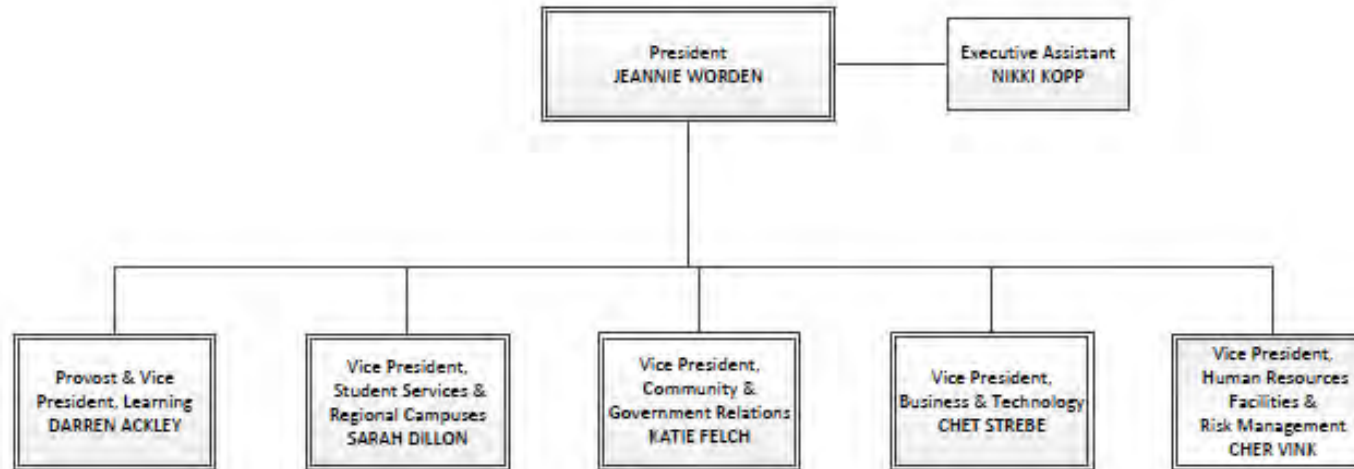 President
JEANNIE WORDEN
Executive Assistant
NIKKI KOPP
Provost & Vice
President, Learning
DARREN ACKLEY
Vice President,
Student Services &
Regional Campuses
SARAH DILLON
Vice President,
Community &
Government Relations
KATIE FELCH
Vice President,
Business & Technology
CHET STREBE
Vice President,
Human Resources
Facilities &
Risk Management
CHER VINK